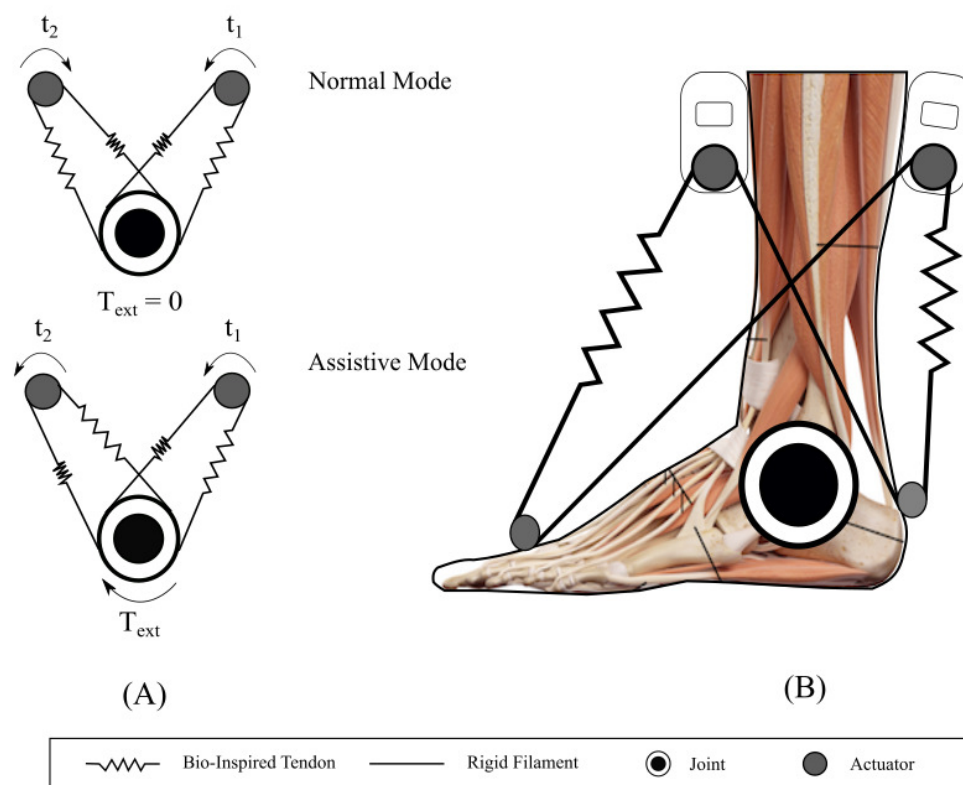 t2 t1
Normal Mode
Text = 0
t2 t1
Assistive Mode
Text
(A) (B)
Bio-Inspired Tendon Rigid Filament Joint Actuator